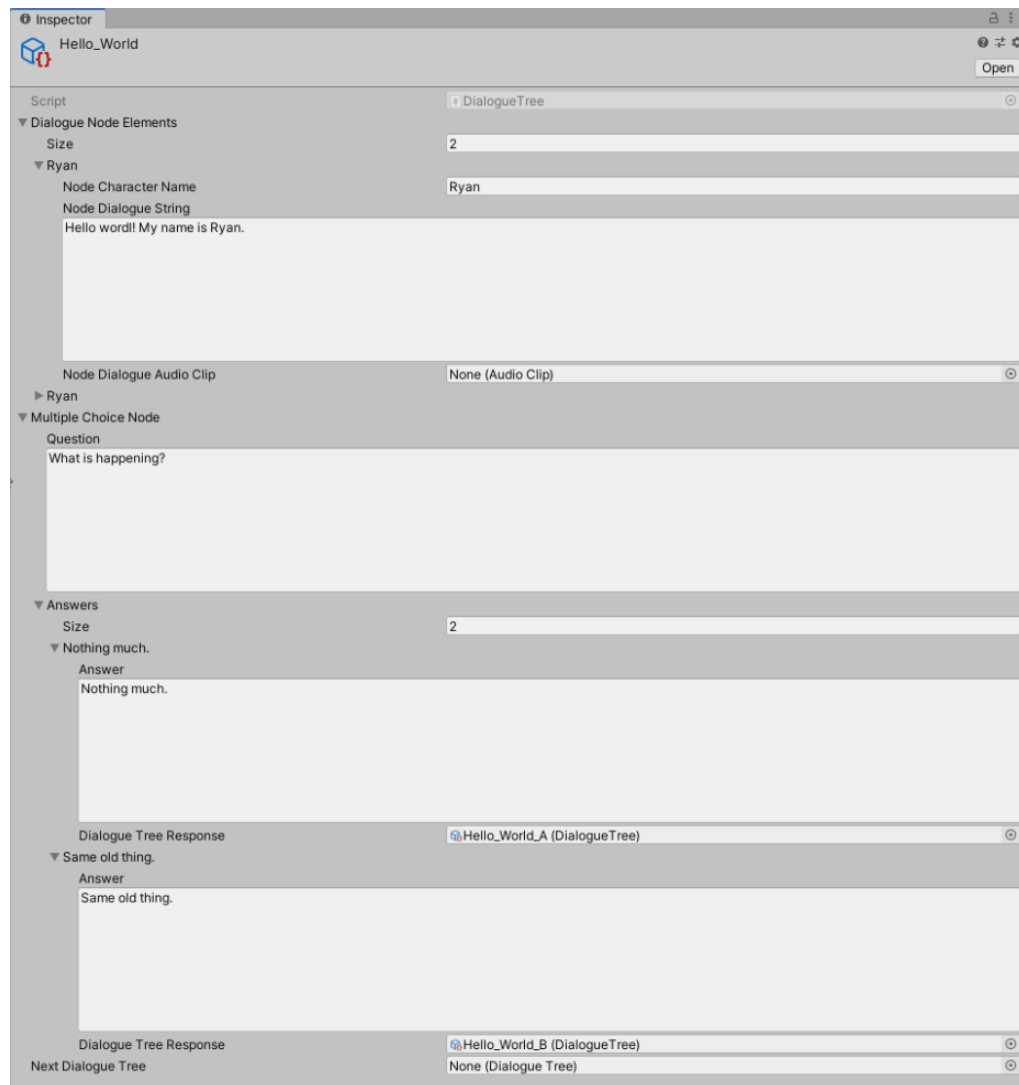 Inspector
Hello_World
Open
Script DialogueTree
Dialogue Node Elements
Size 2
Ryan
Node Character Name Ryan
Node Dialogue String
Hello wordl! My name is Ryan.
Node Dialogue Audio Clip None (Audio Clip)
Ryan
Multiple Choice Node
Question
What is happening?
Answers
Size 2
Nothing much.
Answer
Nothing much.
Dialogue Tree Response Hello_World_A (DialogueTree)
Same old thing.
Answer
Same old thing.
Dialogue Tree Response Hello_World_B (DialogueTree)
Next Dialogue Tree None (Dialogue Tree)